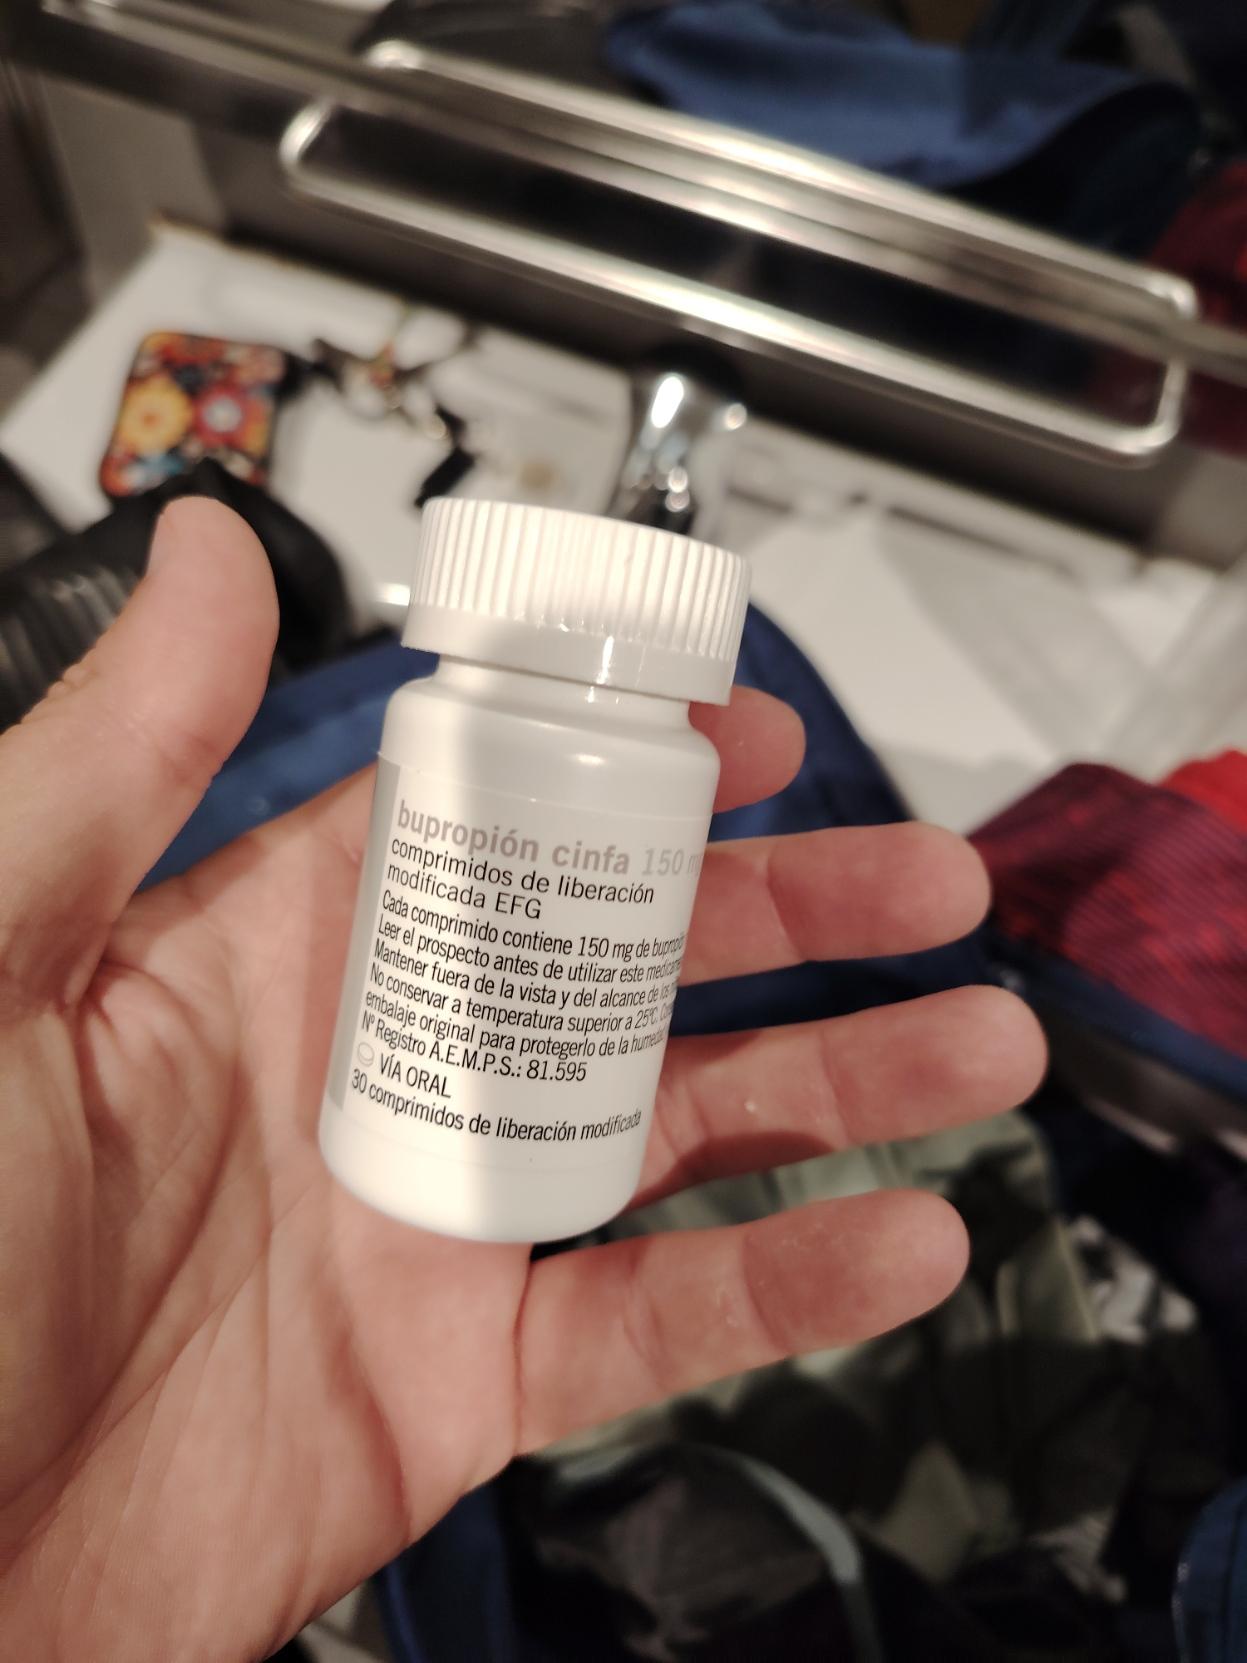 bupropión cinfa 150
comprimidos de liberación
modificada EFG
Cada comprimido contiene 150 mg de
Leer el prospecto antes de utilizar este
Mantener fuera de la vista y del alcance de los
No conservar a temperatura superior a 25ºC.
embalaje original para protegerlo de la
Nº Registro A.E.M.P.S.: 81.595
VÍA ORAL
30 comprimidos de liberación modificada